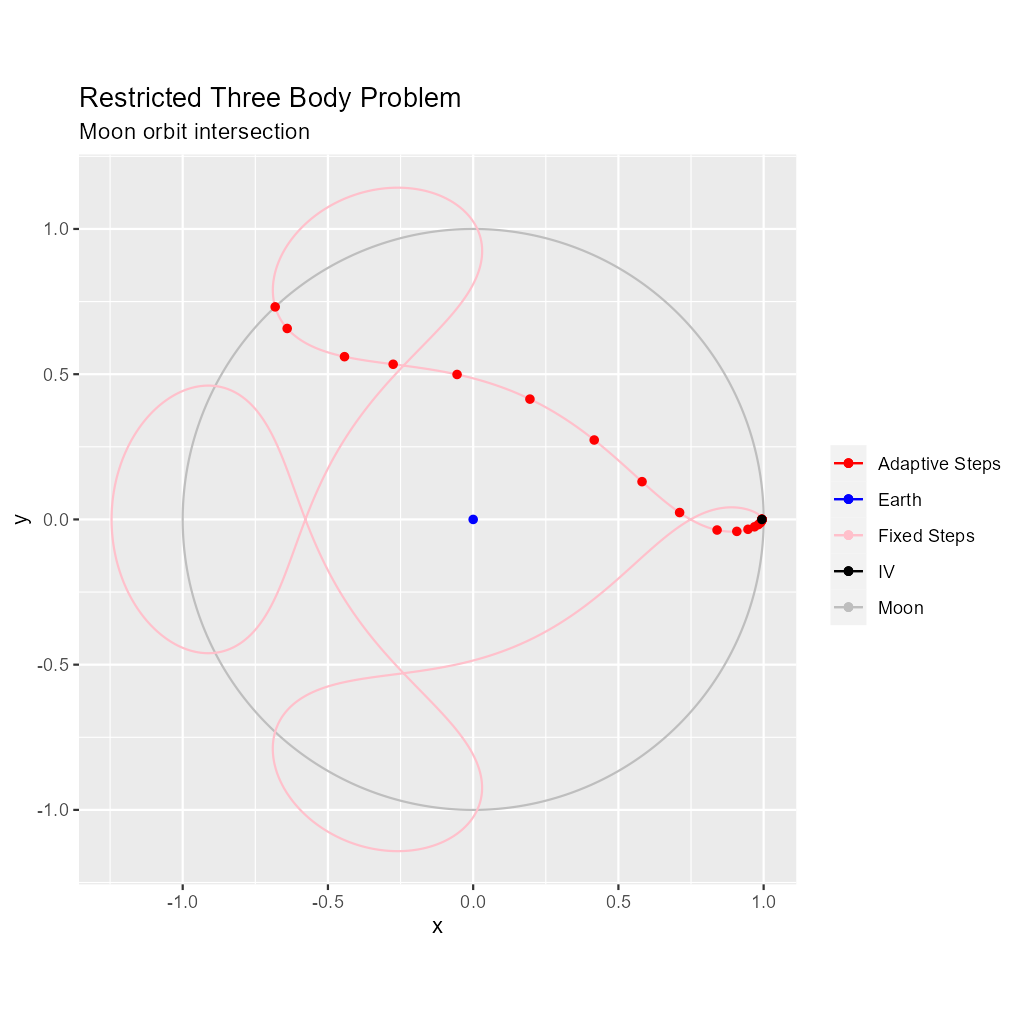 Restricted Three Body Problem
Moon orbit intersection
1.0
0.5
0.0
-0.5
-1.0
y
-1.0
-0.5
0.0
0.5
1.0
x
Adaptive Steps
Earth
Fixed Steps
IV
Moon